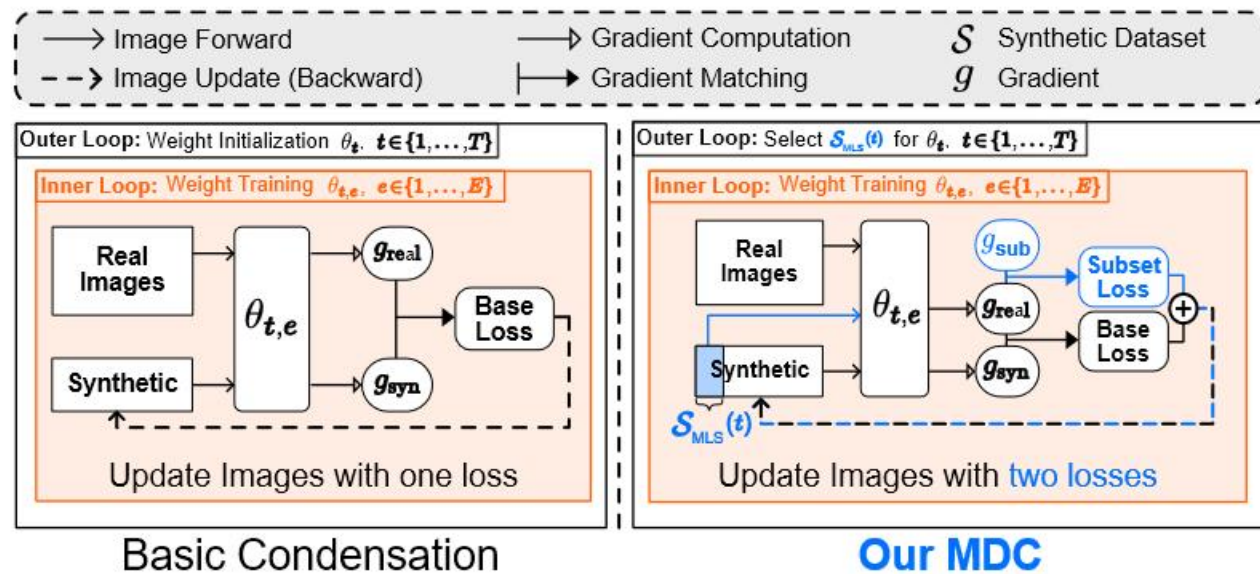 Image Forward
Gradient Computation
S Synthetic Dataset
Image Update (Backward)
Gradient Matching
g Gradient
Outer Loop: Weight Initialization θt. t∈{1,...,T}
Inner Loop: Weight Training θt,e, e∈{1,...,E}
Real
Images
θt,e
greal
Base
Loss
Synthetic
gsyn
Update Images with one loss
Basic Condensation
Outer Loop: Select SMLS(t) for θt. t∈{1,...,T}
Inner Loop: Weight Training θt,e, e∈{1,...,E}
Real
Images
θt,e
gsub
Subset
Loss
greal
Base
Loss
Synthetic
gsyn
SMLS(t)
Update Images with two losses
Our MDC